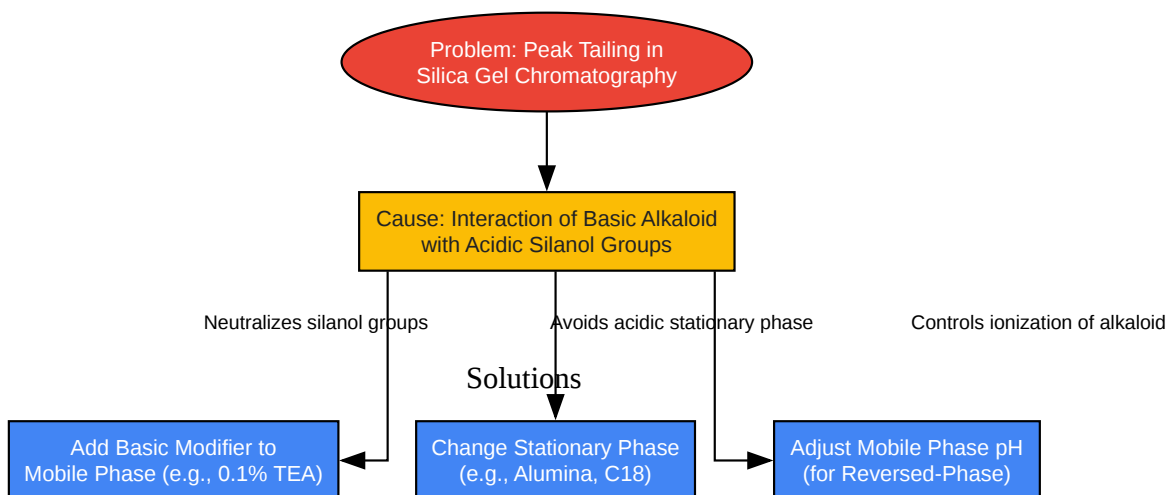 Problem: Peak Tailing in
Silica Gel Chromatography
Cause: Interaction of Basic Alkaloid
with Acidic Silanol Groups
Neutralizes silanol groups
Avoids acidic stationary phase
Controls ionization of alkaloid
Solutions
Add Basic Modifier to
Mobile Phase (e.g., 0.1% TEA)
Change Stationary Phase
(e.g., Alumina, C18)
Adjust Mobile Phase pH
(for Reversed-Phase)